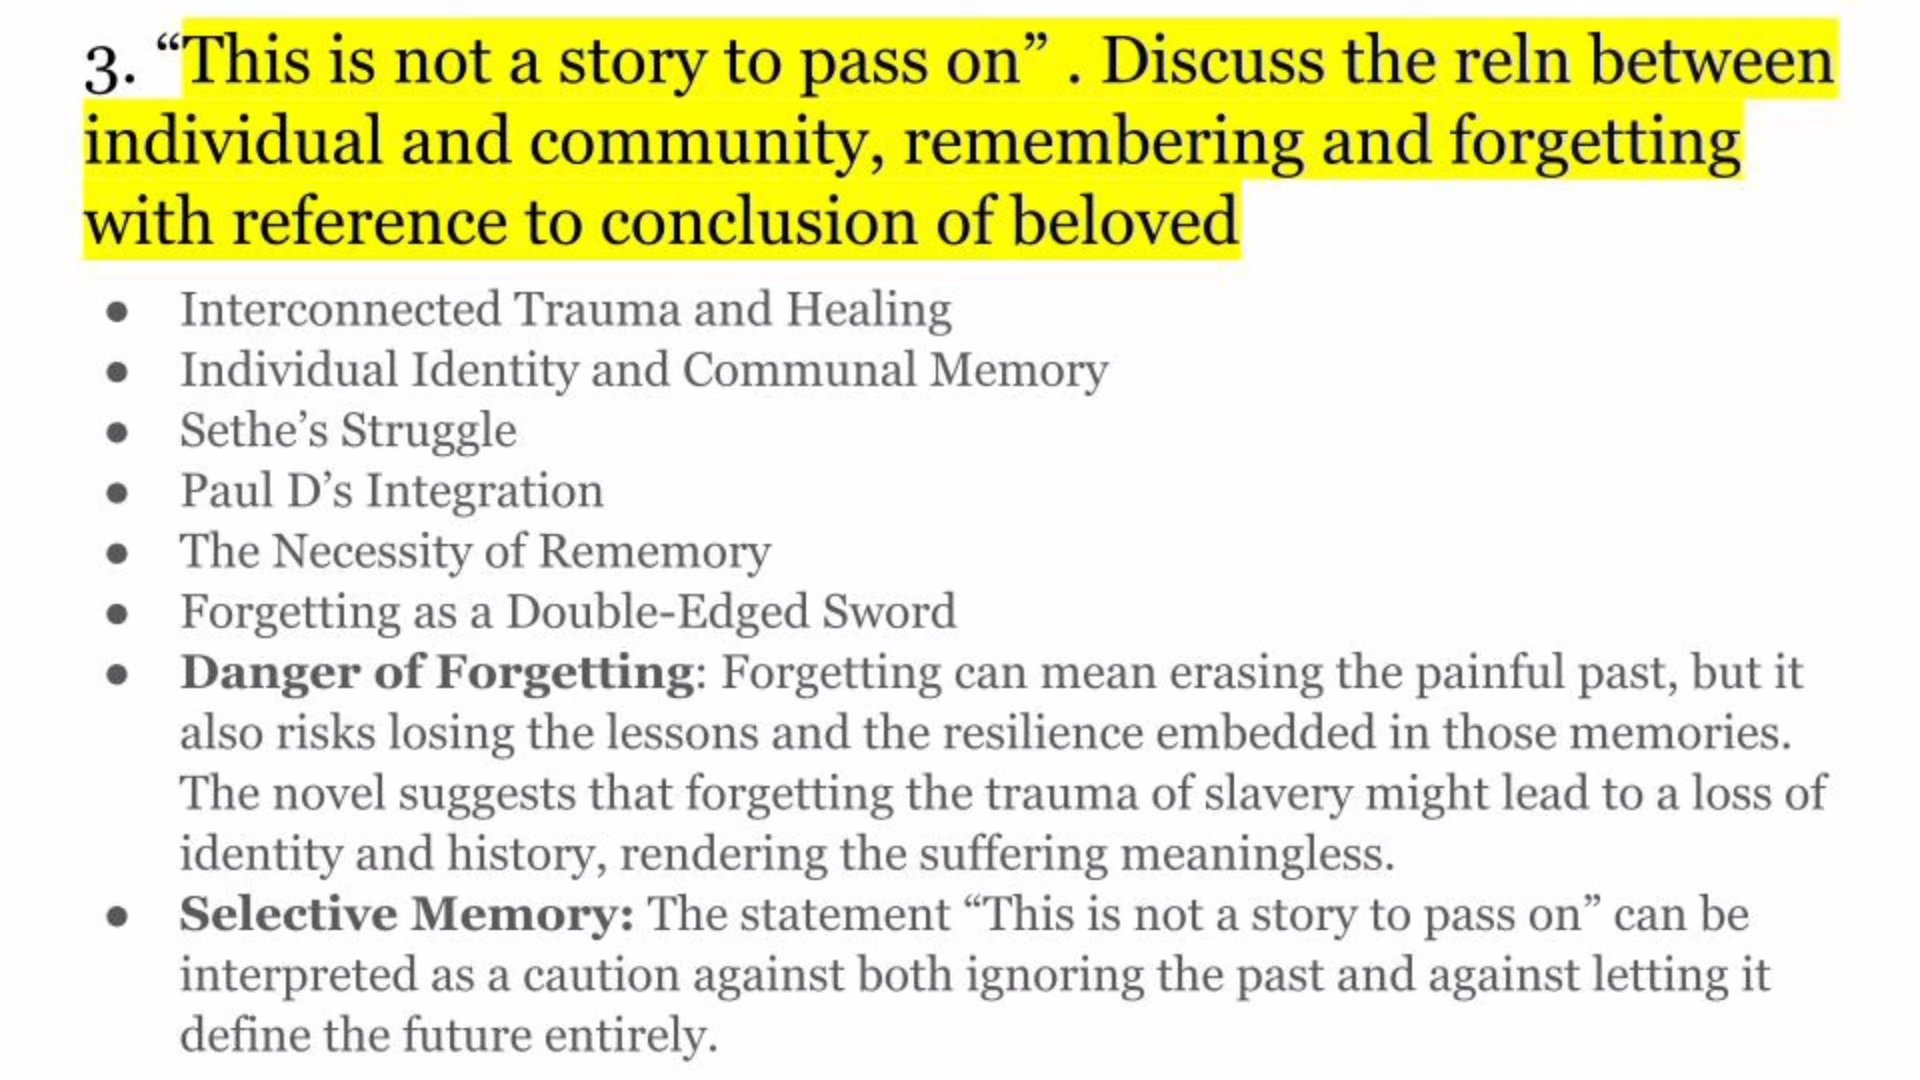 3. “This is not a story to pass on” . Discuss the reln between
individual and community, remembering and forgetting
with reference to conclusion of beloved
● Interconnected Trauma and Healing
● Individual Identity and Communal Memory
● Sethe’s Struggle
● Paul D’s Integration
● The Necessity of Rememory
● Forgetting as a Double-Edged Sword
● Danger of Forgetting: Forgetting can mean erasing the painful past, but it
also risks losing the lessons and the resilience embedded in those memories.
The novel suggests that forgetting the trauma of slavery might lead to a loss of
identity and history, rendering the suffering meaningless.
● Selective Memory: The statement “This is not a story to pass on” can be
interpreted as a caution against both ignoring the past and against letting it
define the future entirely.